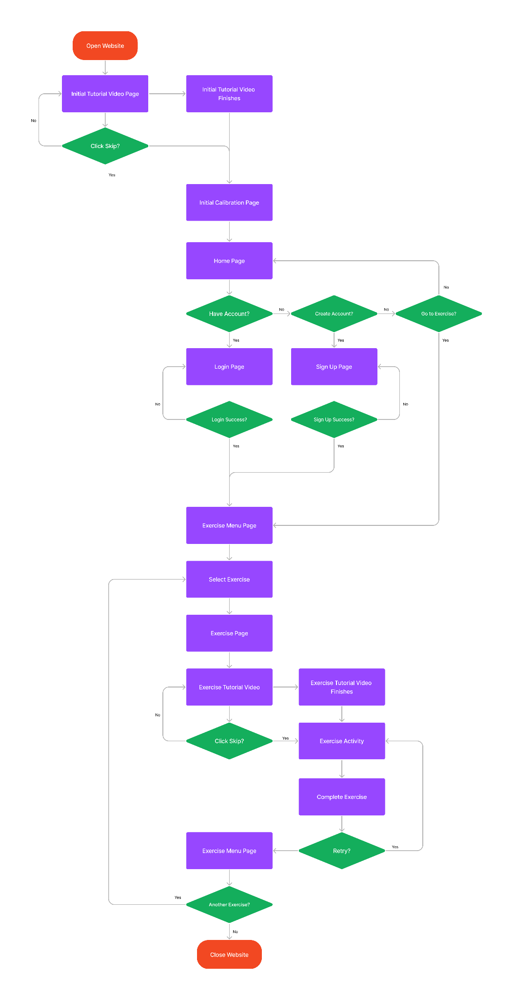 Open Website
Initial Tutorial Video Page
Initial Tutorial Video
Finishes
No
Click Skip?
Yes
Initial Calibration Page
Home Page
No
Have Account?
No
Create Account?
No
Go to Exercise?
Yes
Yes
Yes
Login Page
Sign Up Page
No
No
Login Success?
Sign Up Success?
Yes
Yes
Exercise Menu Page
Select Exercise
Exercise Page
Exercise Tutorial Video
Exercise Tutorial Video
Finishes
No
Click Skip?
Yes
Exercise Activity
Complete Exercise
Exercise Menu Page
Retry?
Yes
Yes
Another Exercise?
No
Close Website